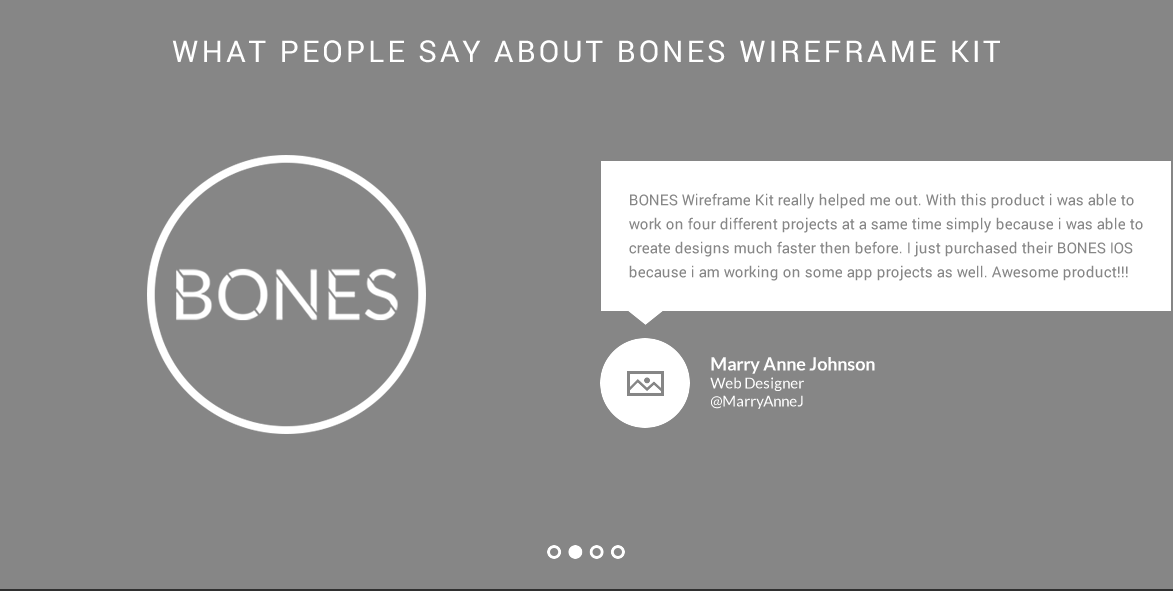 WHAT PEOPLE SAY ABOUT BONES WIREFRAME KIT
BONES
BONES Wireframe Kit really helped me out. With this product i was able to
work on four different projects at a same time simply because i was able to
create designs much faster then before. I just purchased their BONES IOS
because i am working on some app projects as well. Awesome product!!!
Marry Anne Johnson
Web Designer
@MarryAnneJ